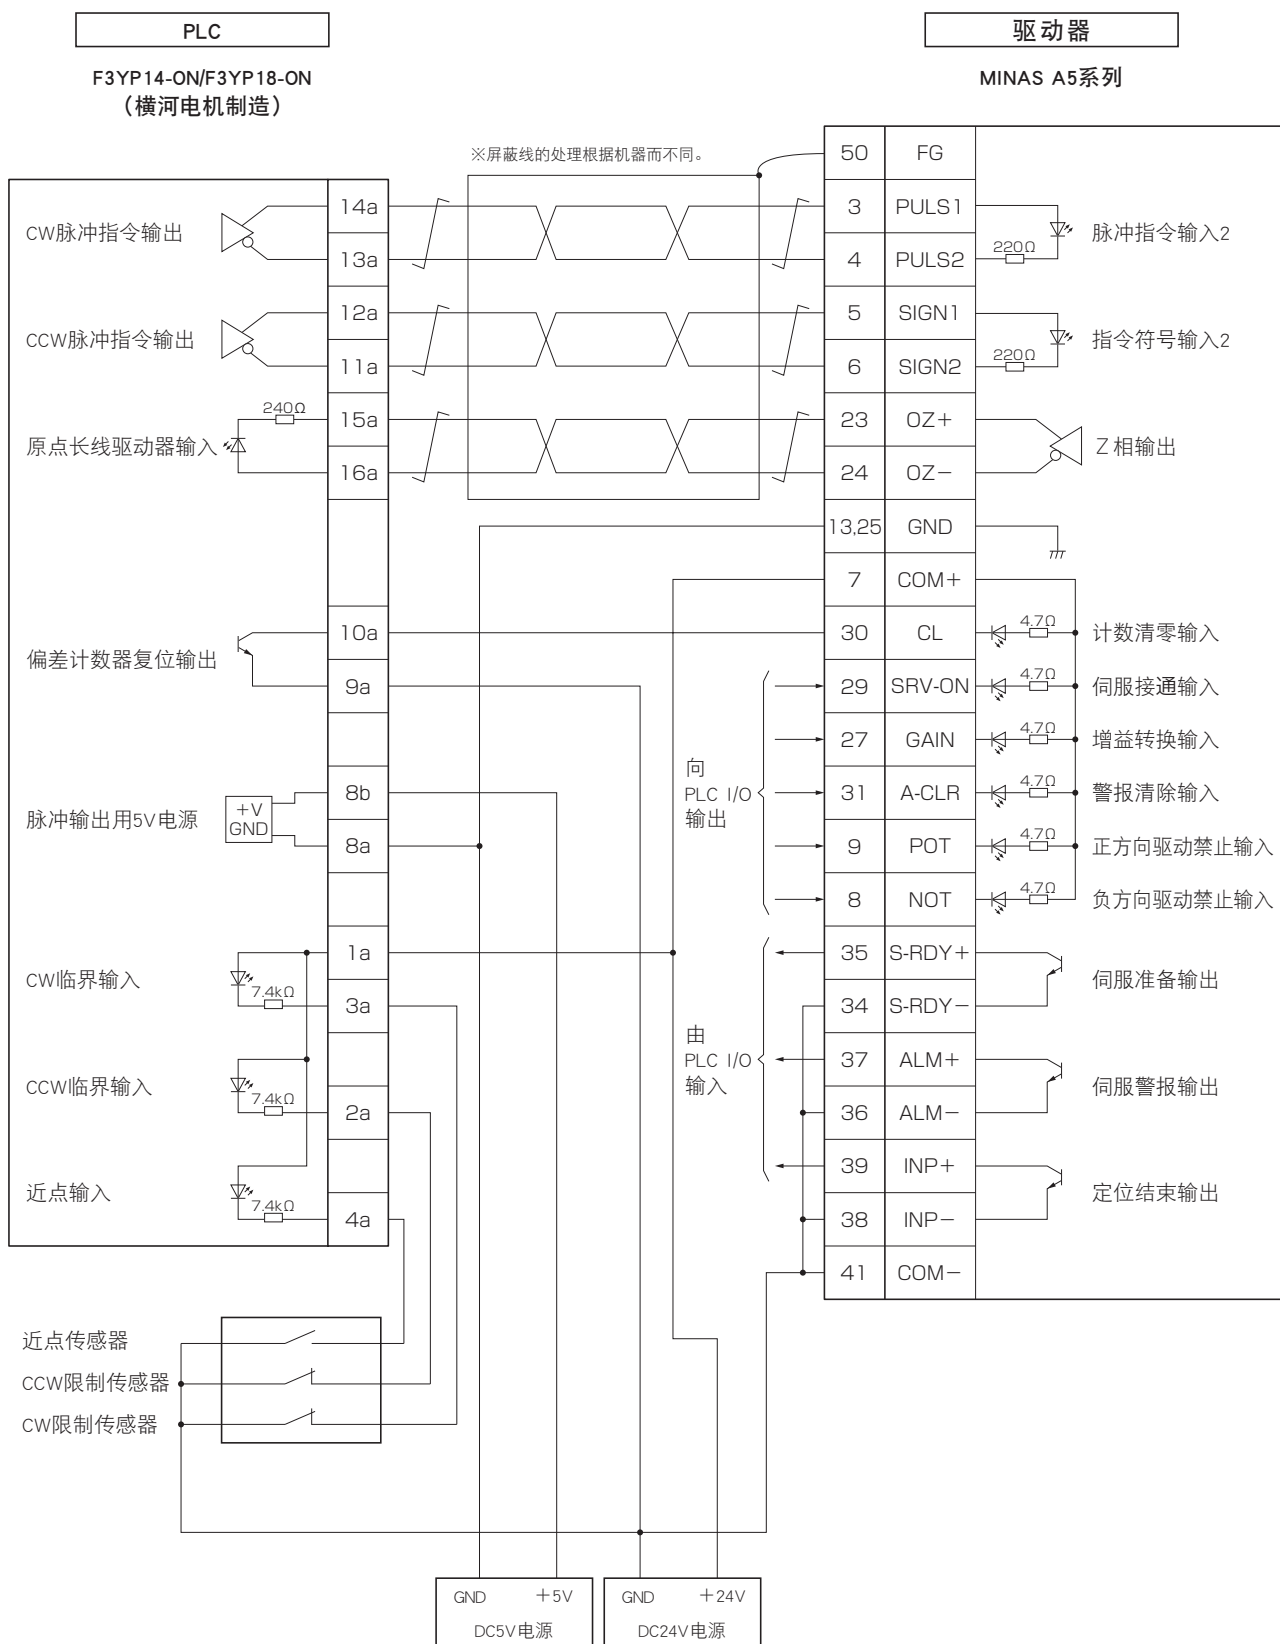 PLC
驱动器
F3YP14-0N/F3YP18-0N
（横河电机制造）
MINAS A5系列
※屏蔽线的处理根据机器而不同。
50 FG
14a
3 PULS1
CW脉冲指令输出
220Ω
脉冲指令输入2
13a
4 PULS2
12a
5 SIGN1
CCW脉冲指令输出
220Ω
指令符号输入2
11a
6 SIGN2
240Ω
15a
23 OZ+
原点长线驱动器输入
Z相输出
16a
24 OZ−
13,25 GND
7 COM+
10a
30 CL
4.7Ω
计数清零输入
偏差计数器复位输出
9a
29 SRV-ON
4.7Ω
伺服接通输入
27 GAIN
4.7Ω
增益转换输入
向
PLC I/O
输出
8b
31 A-CLR
4.7Ω
警报清除输入
脉冲输出用5V电源
+V
GND
8a
9 POT
4.7Ω
正方向驱动禁止输入
8 NOT
4.7Ω
负方向驱动禁止输入
1a
35 S-RDY+
CW临界输入
7.4kΩ
伺服准备输出
3a
34 S-RDY−
由
PLC I/O
输入
37 ALM+
CCW临界输入
7.4kΩ
伺服警报输出
2a
36 ALM−
39 INP+
近点输入
7.4kΩ
定位结束输出
4a
38 INP−
41 COM−
近点传感器
CCW限制传感器
CW限制传感器
GND +5V
DC5V电源
GND +24V
DC24V电源